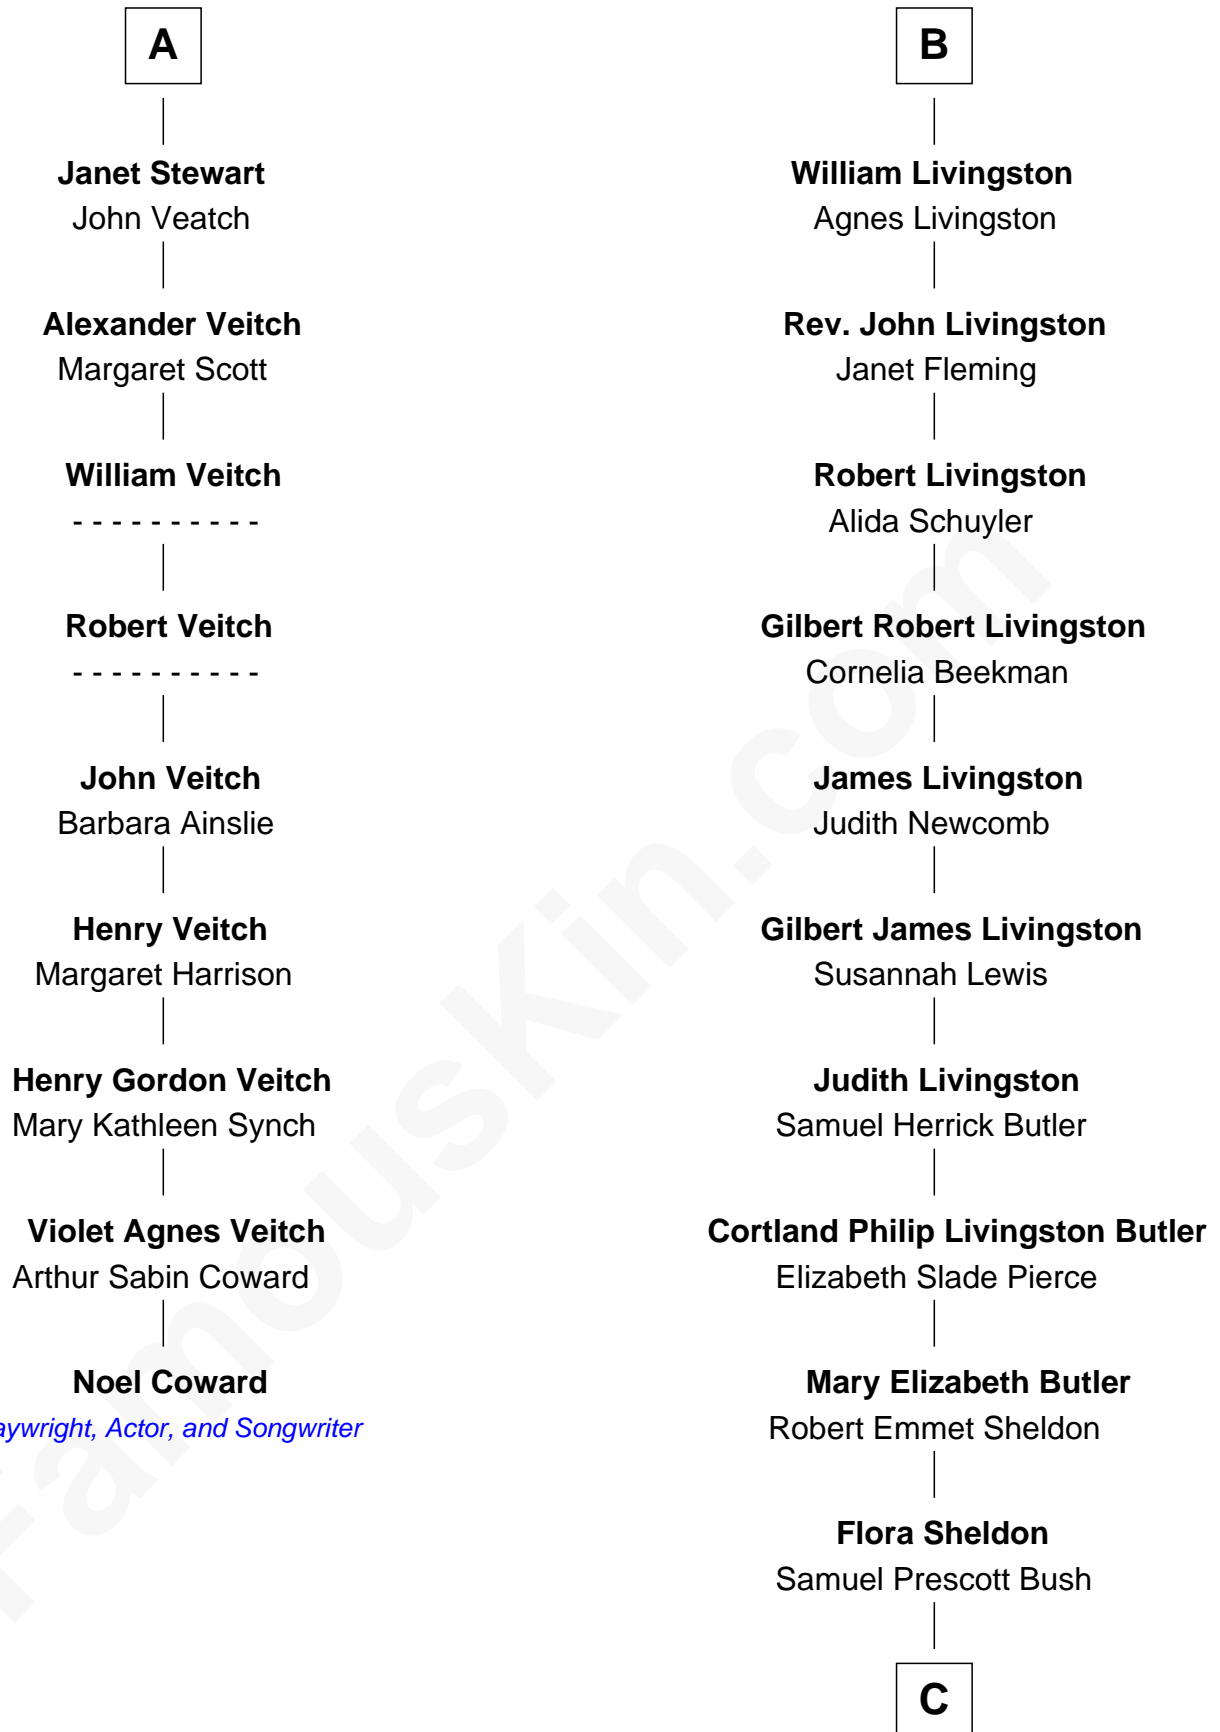 A
Janet Stewart
John Veatch
Alexander Veitch
Margaret Scott
William Veitch
- - - - - - - - - -
Robert Veitch
- - - - - - - - - -
John Veitch
Barbara Ainslie
Henry Veitch
Margaret Harrison
Henry Gordon Veitch
Mary Kathleen Synch
Violet Agnes Veitch
Arthur Sabin Coward
Noel Coward
aywright, Actor, and Songwriter
B
William Livingston
Agnes Livingston
Rev. John Livingston
Janet Fleming
Robert Livingston
Alida Schuyler
Gilbert Robert Livingston
Cornelia Beekman
James Livingston
Judith Newcomb
Gilbert James Livingston
Susannah Lewis
Judith Livingston
Samuel Herrick Butler
Cortland Philip Livingston Butler
Elizabeth Slade Pierce
Mary Elizabeth Butler
Robert Emmet Sheldon
Flora Sheldon
Samuel Prescott Bush
C
FamousKin.com